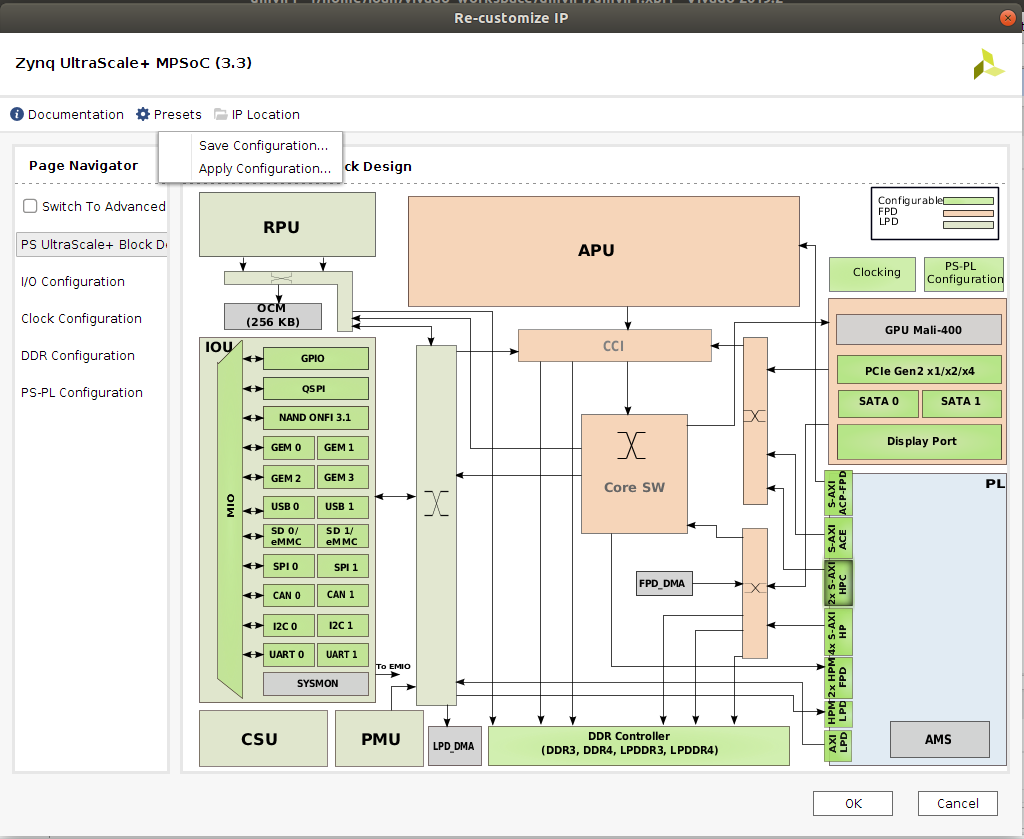 Re-customize IP
Zynq UltraScale+ MPSoC (3.3)
Documentation Presets IP Location
Save Configuration...
Apply Configuration...
Page Navigator
ck Design
Switch To Advanced
PS UltraScale+ Block De
I/O Configuration
Clock Configuration
DDR Configuration
PS-PL Configuration
Configurable
FPD
LPD
RPU
APU
Clocking
PS-PL
Configuration
OCM
(256 KB)
CCI
GPU Mali-400
PCIe Gen2 x1/x2/x4
SATA 0 SATA 1
Display Port
IOU
MIO
GPIO
QSPI
NAND ONFI 3.1
GEM 0 GEM 1
GEM 2 GEM 3
USB 0 USB 1
SD 0/
eMMC
SD 1/
eMMC
SPI 0 SPI 1
CAN 0 CAN 1
I2C 0 I2C 1
UART 0 UART 1
SYSMON
To EMIO
Core SW
FPD_DMA
PL
S-AXI
ACP-FPD
S-AXI
ACE
2x S-AXI
HPC
4x S-AXI
HP
2x HPM
FPD
HPM
LPD
AXI
LPD
AMS
CSU
PMU
LPD_DMA
DDR Controller
(DDR3, DDR4, LPDDR3, LPDDR4)
OK
Cancel